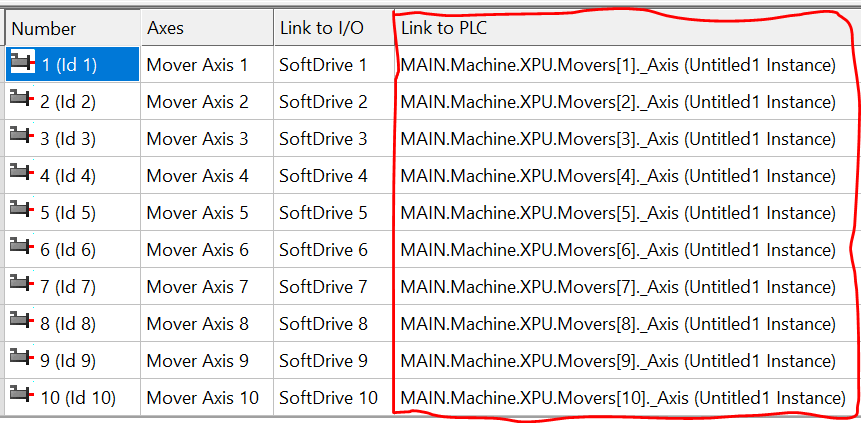 Number Axes Link to I/O Link to PLC
1 (Id 1) Mover Axis 1 SoftDrive 1 MAIN.Machine.XPU.Movers[1]._Axis (Untitled1 Instance)
2 (Id 2) Mover Axis 2 SoftDrive 2 MAIN.Machine.XPU.Movers[2]._Axis (Untitled1 Instance)
3 (Id 3) Mover Axis 3 SoftDrive 3 MAIN.Machine.XPU.Movers[3]._Axis (Untitled1 Instance)
4 (Id 4) Mover Axis 4 SoftDrive 4 MAIN.Machine.XPU.Movers[4]._Axis (Untitled1 Instance)
5 (Id 5) Mover Axis 5 SoftDrive 5 MAIN.Machine.XPU.Movers[5]._Axis (Untitled1 Instance)
6 (Id 6) Mover Axis 6 SoftDrive 6 MAIN.Machine.XPU.Movers[6]._Axis (Untitled1 Instance)
7 (Id 7) Mover Axis 7 SoftDrive 7 MAIN.Machine.XPU.Movers[7]._Axis (Untitled1 Instance)
8 (Id 8) Mover Axis 8 SoftDrive 8 MAIN.Machine.XPU.Movers[8]._Axis (Untitled1 Instance)
9 (Id 9) Mover Axis 9 SoftDrive 9 MAIN.Machine.XPU.Movers[9]._Axis (Untitled1 Instance)
10 (Id 10) Mover Axis 10 SoftDrive 10 MAIN.Machine.XPU.Movers[10]._Axis (Untitled1 Instance)